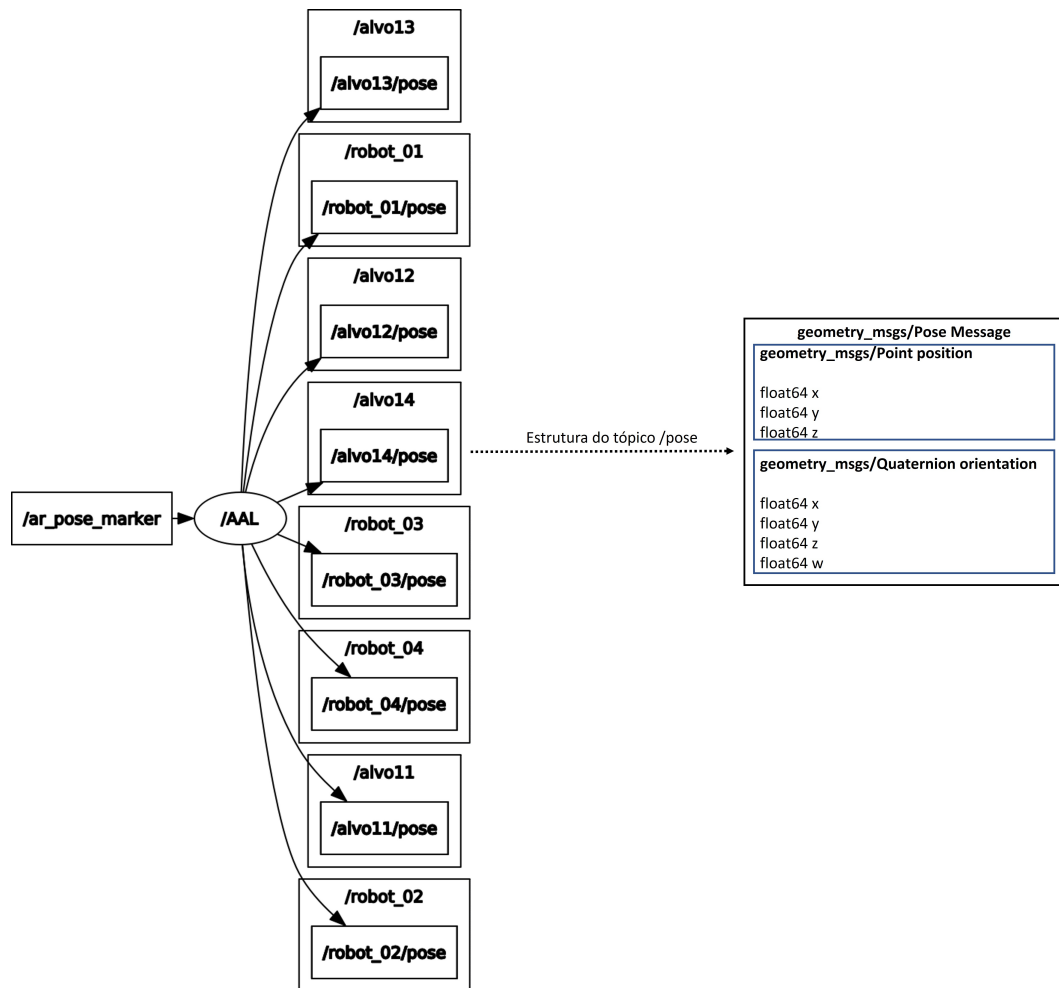 /alvo13
/alvo13/pose
/robot_01
/robot_01/pose
/alvo12
/alvo12/pose
/alvo14
/alvo14/pose
/ar_pose_marker
/AAL
/robot_03
/robot_03/pose
/robot_04
/robot_04/pose
/alvo11
/alvo11/pose
/robot_02
/robot_02/pose
Estrutura do tópico /pose
geometry_msgs/Pose Message
geometry_msgs/Point position
float64 x
float64 y
float64 z
geometry_msgs/Quaternion orientation
float64 x
float64 y
float64 z
float64 w